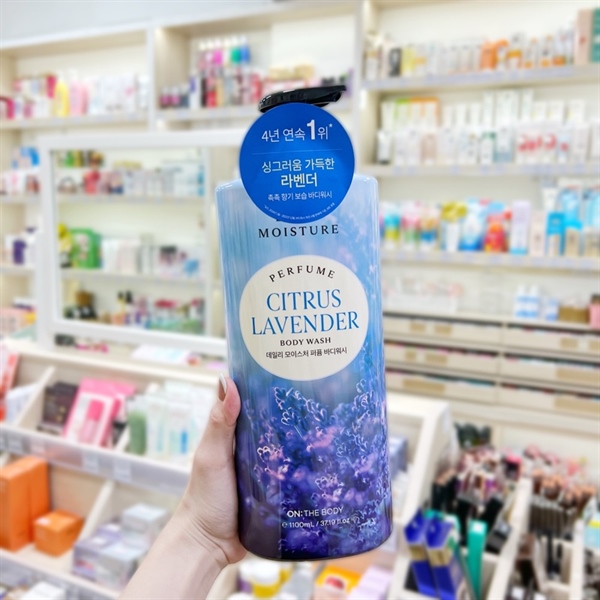 4년 연속 1위*
싱그러움 가득한
라벤더
촉촉 향기 보습 바디워시
MOISTURE
PERFUME
CITRUS
LAVENDER
BODY WASH
데일리 모이스처 퍼퓸 바디워시
ON: THE BODY
℮ 1100mL / 37.19 fl.oz